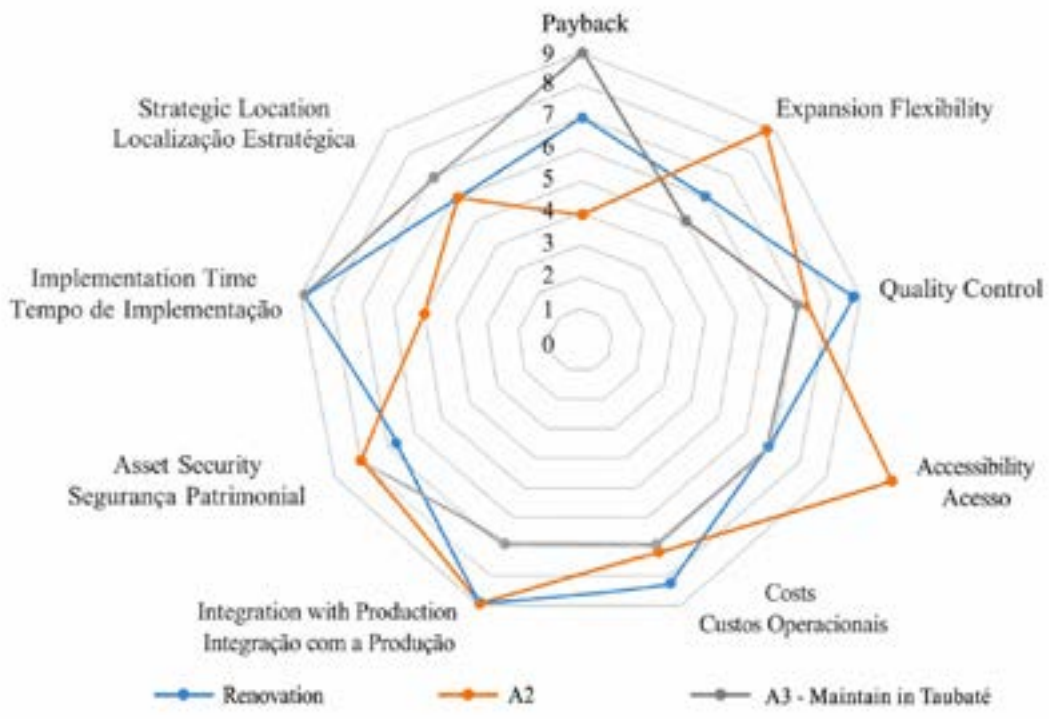 Payback
9
8
7
6
5
4
3
2
1
0
Strategic Location
Localização Estratégica
Expansion Flexibility
Implementation Time
Tempo de Implementação
Quality Control
Asset Security
Segurança Patrimonial
Accessibility
Acesso
Integration with Production
Integração com a Produção
Costs
Custos Operacionais
Renovation
A2
A3 - Maintain in Taubaté